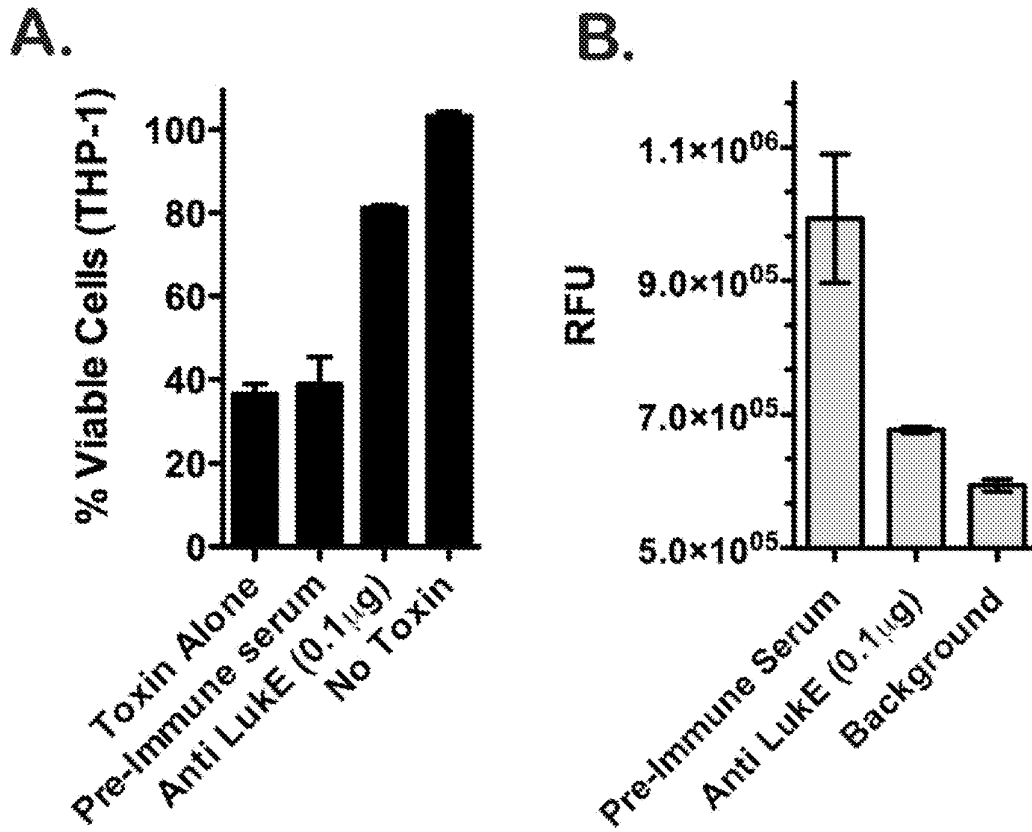 A.
% Viable Cells (THP-1)
100
80
60
40
20
0
Toxin Alone
Pre-Immune serum
Anti LukE (0.1µg)
No Toxin
B.
RFU
1.1×10⁰⁶
9.0×10⁰⁵
7.0×10⁰⁵
5.0×10⁰⁵
Pre-Immune Serum
Anti LukE (0.1µg)
Background